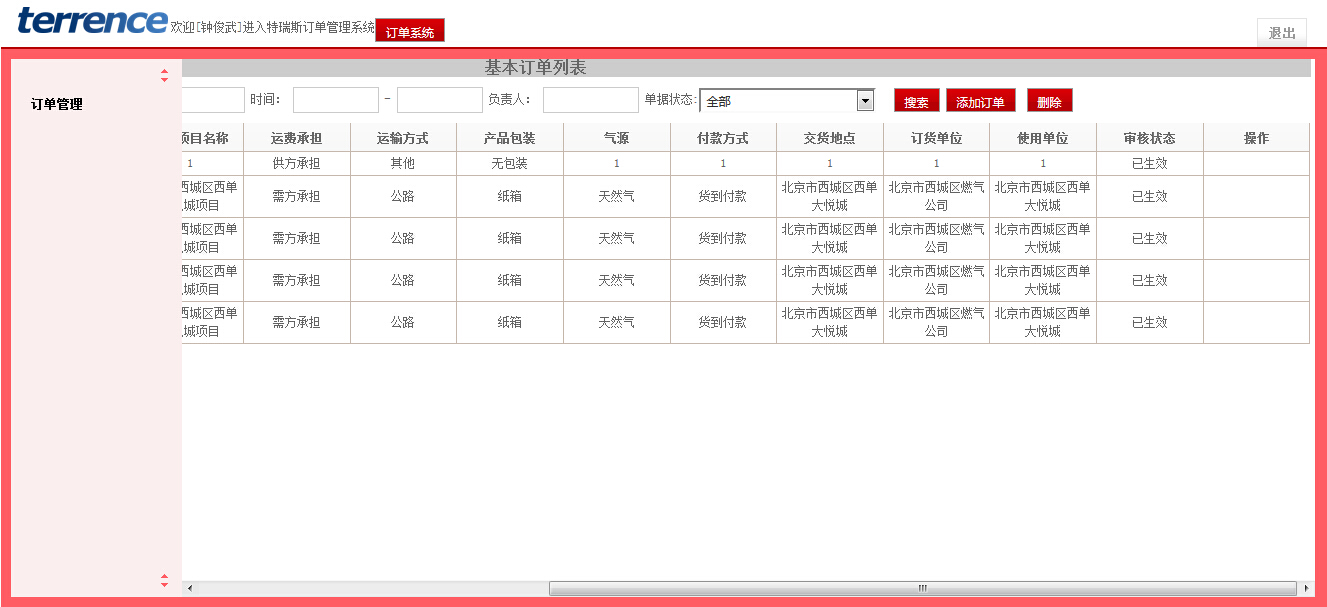 terrence 欢迎[钟俊武]进入特瑞斯订单管理系统 订单系统 退出
基本订单列表
订单管理
时间: - 负责人: 单据状态: 全部 搜索 添加订单 删除
项目名称 运费承担 运输方式 产品包装 气源 付款方式 交货地点 订货单位 使用单位 审核状态 操作
1 供方承担 其他 无包装 1 1 1 1 1 已生效
西城区西单 北京市西城区西单 北京市西城区燃气 北京市西城区西单
需方承担 公路 纸箱 天然气 货到付款 已生效
城项目 大悦城 公司 大悦城
西城区西单 北京市西城区西单 北京市西城区燃气 北京市西城区西单
需方承担 公路 纸箱 天然气 货到付款 已生效
城项目 大悦城 公司 大悦城
西城区西单 北京市西城区西单 北京市西城区燃气 北京市西城区西单
需方承担 公路 纸箱 天然气 货到付款 已生效
城项目 大悦城 公司 大悦城
西城区西单 北京市西城区西单 北京市西城区燃气 北京市西城区西单
需方承担 公路 纸箱 天然气 货到付款 已生效
城项目 大悦城 公司 大悦城